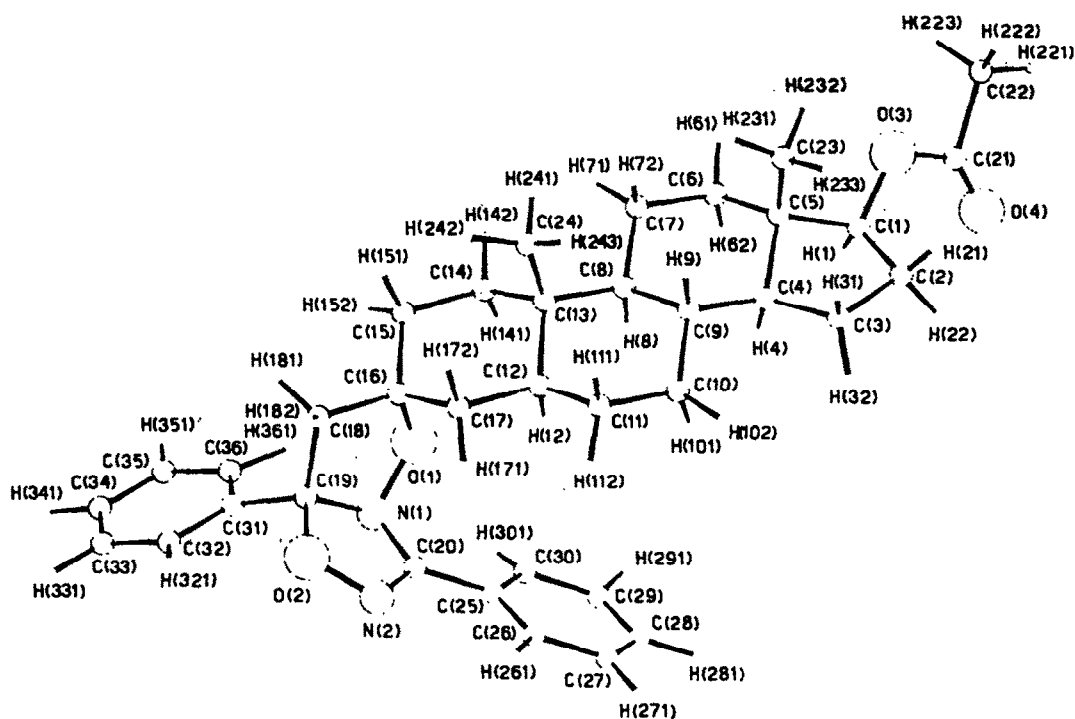 H(223)
H(222)
H(221)
C(22)
H(232)
O(3)
H(61)
H(231)
C(23)
C(21)
H(71)
H(72)
C(6)
H(233)
H(241)
C(5)
O(4)
C(7)
C(1)
H(142)
C(24)
H(242)
H(243)
H(62)
H(1)
H(21)
H(9)
H(151)
C(14)
C(8)
C(4)
H(31)
C(2)
H(152)
C(13)
C(9)
C(15)
H(141)
H(8)
H(4)
C(3)
H(22)
H(172)
H(111)
H(181)
C(16)
C(12)
C(10)
H(32)
H(182)
C(18)
C(17)
H(12)
C(11)
H(102)
H(351)
H(361)
H(101)
C(36)
C(35)
O(1)
H(171)
H(112)
C(34)
C(19)
H(341)
N(1)
C(31)
H(301)
C(32)
C(20)
C(30)
H(291)
C(33)
H(331)
H(321)
C(29)
O(2)
C(25)
C(28)
N(2)
C(26)
H(261)
C(27)
H(281)
H(271)